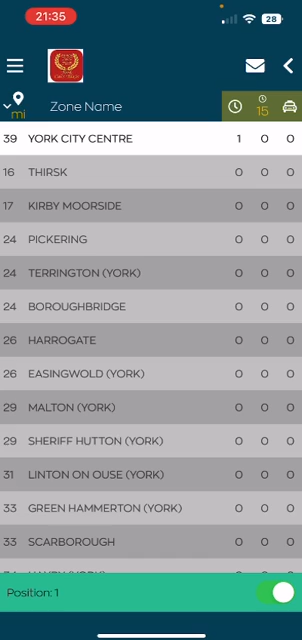 21:35
28
mi Zone Name 15
39 YORK CITY CENTRE 1 0 0
16 THIRSK 0 0 0
17 KIRBY MOORSIDE 0 0 0
24 PICKERING 0 0 0
24 TERRINGTON (YORK) 0 0 0
24 BOROUGHBRIDGE 0 0 0
26 HARROGATE 0 0 0
26 EASINGWOLD (YORK) 0 0 0
29 MALTON (YORK) 0 0 0
29 SHERIFF HUTTON (YORK) 0 0 0
31 LINTON ON OUSE (YORK) 0 0 0
33 GREEN HAMMERTON (YORK) 0 0 0
33 SCARBOROUGH 0 0 0
Position: 1